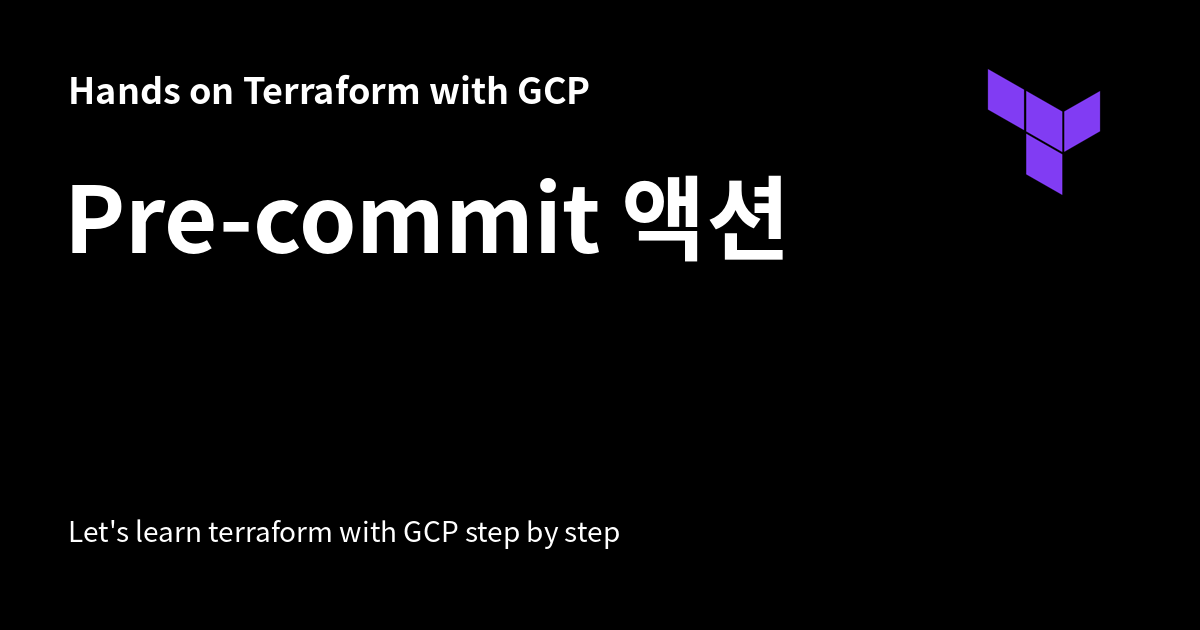 Hands on Terraform with GCP
Pre-commit 액션
Let's learn terraform with GCP step by step